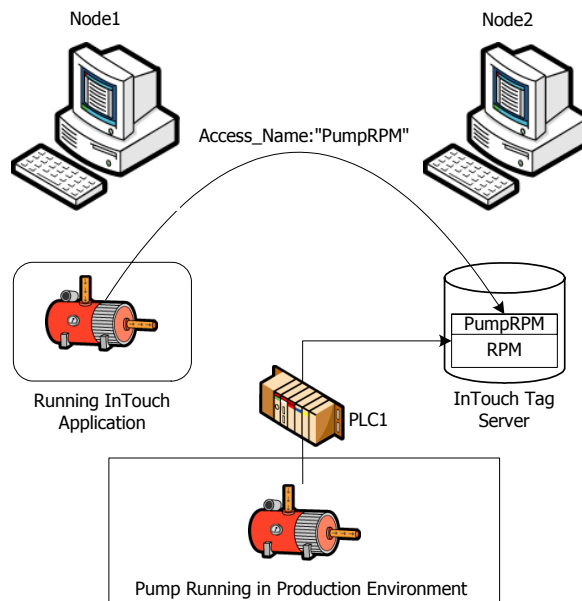 Node1
Node2
Access_Name:"PumpRPM"
PumpRPM
RPM
Running InTouch
Application
InTouch Tag
Server
PLC1
Pump Running in Production Environment